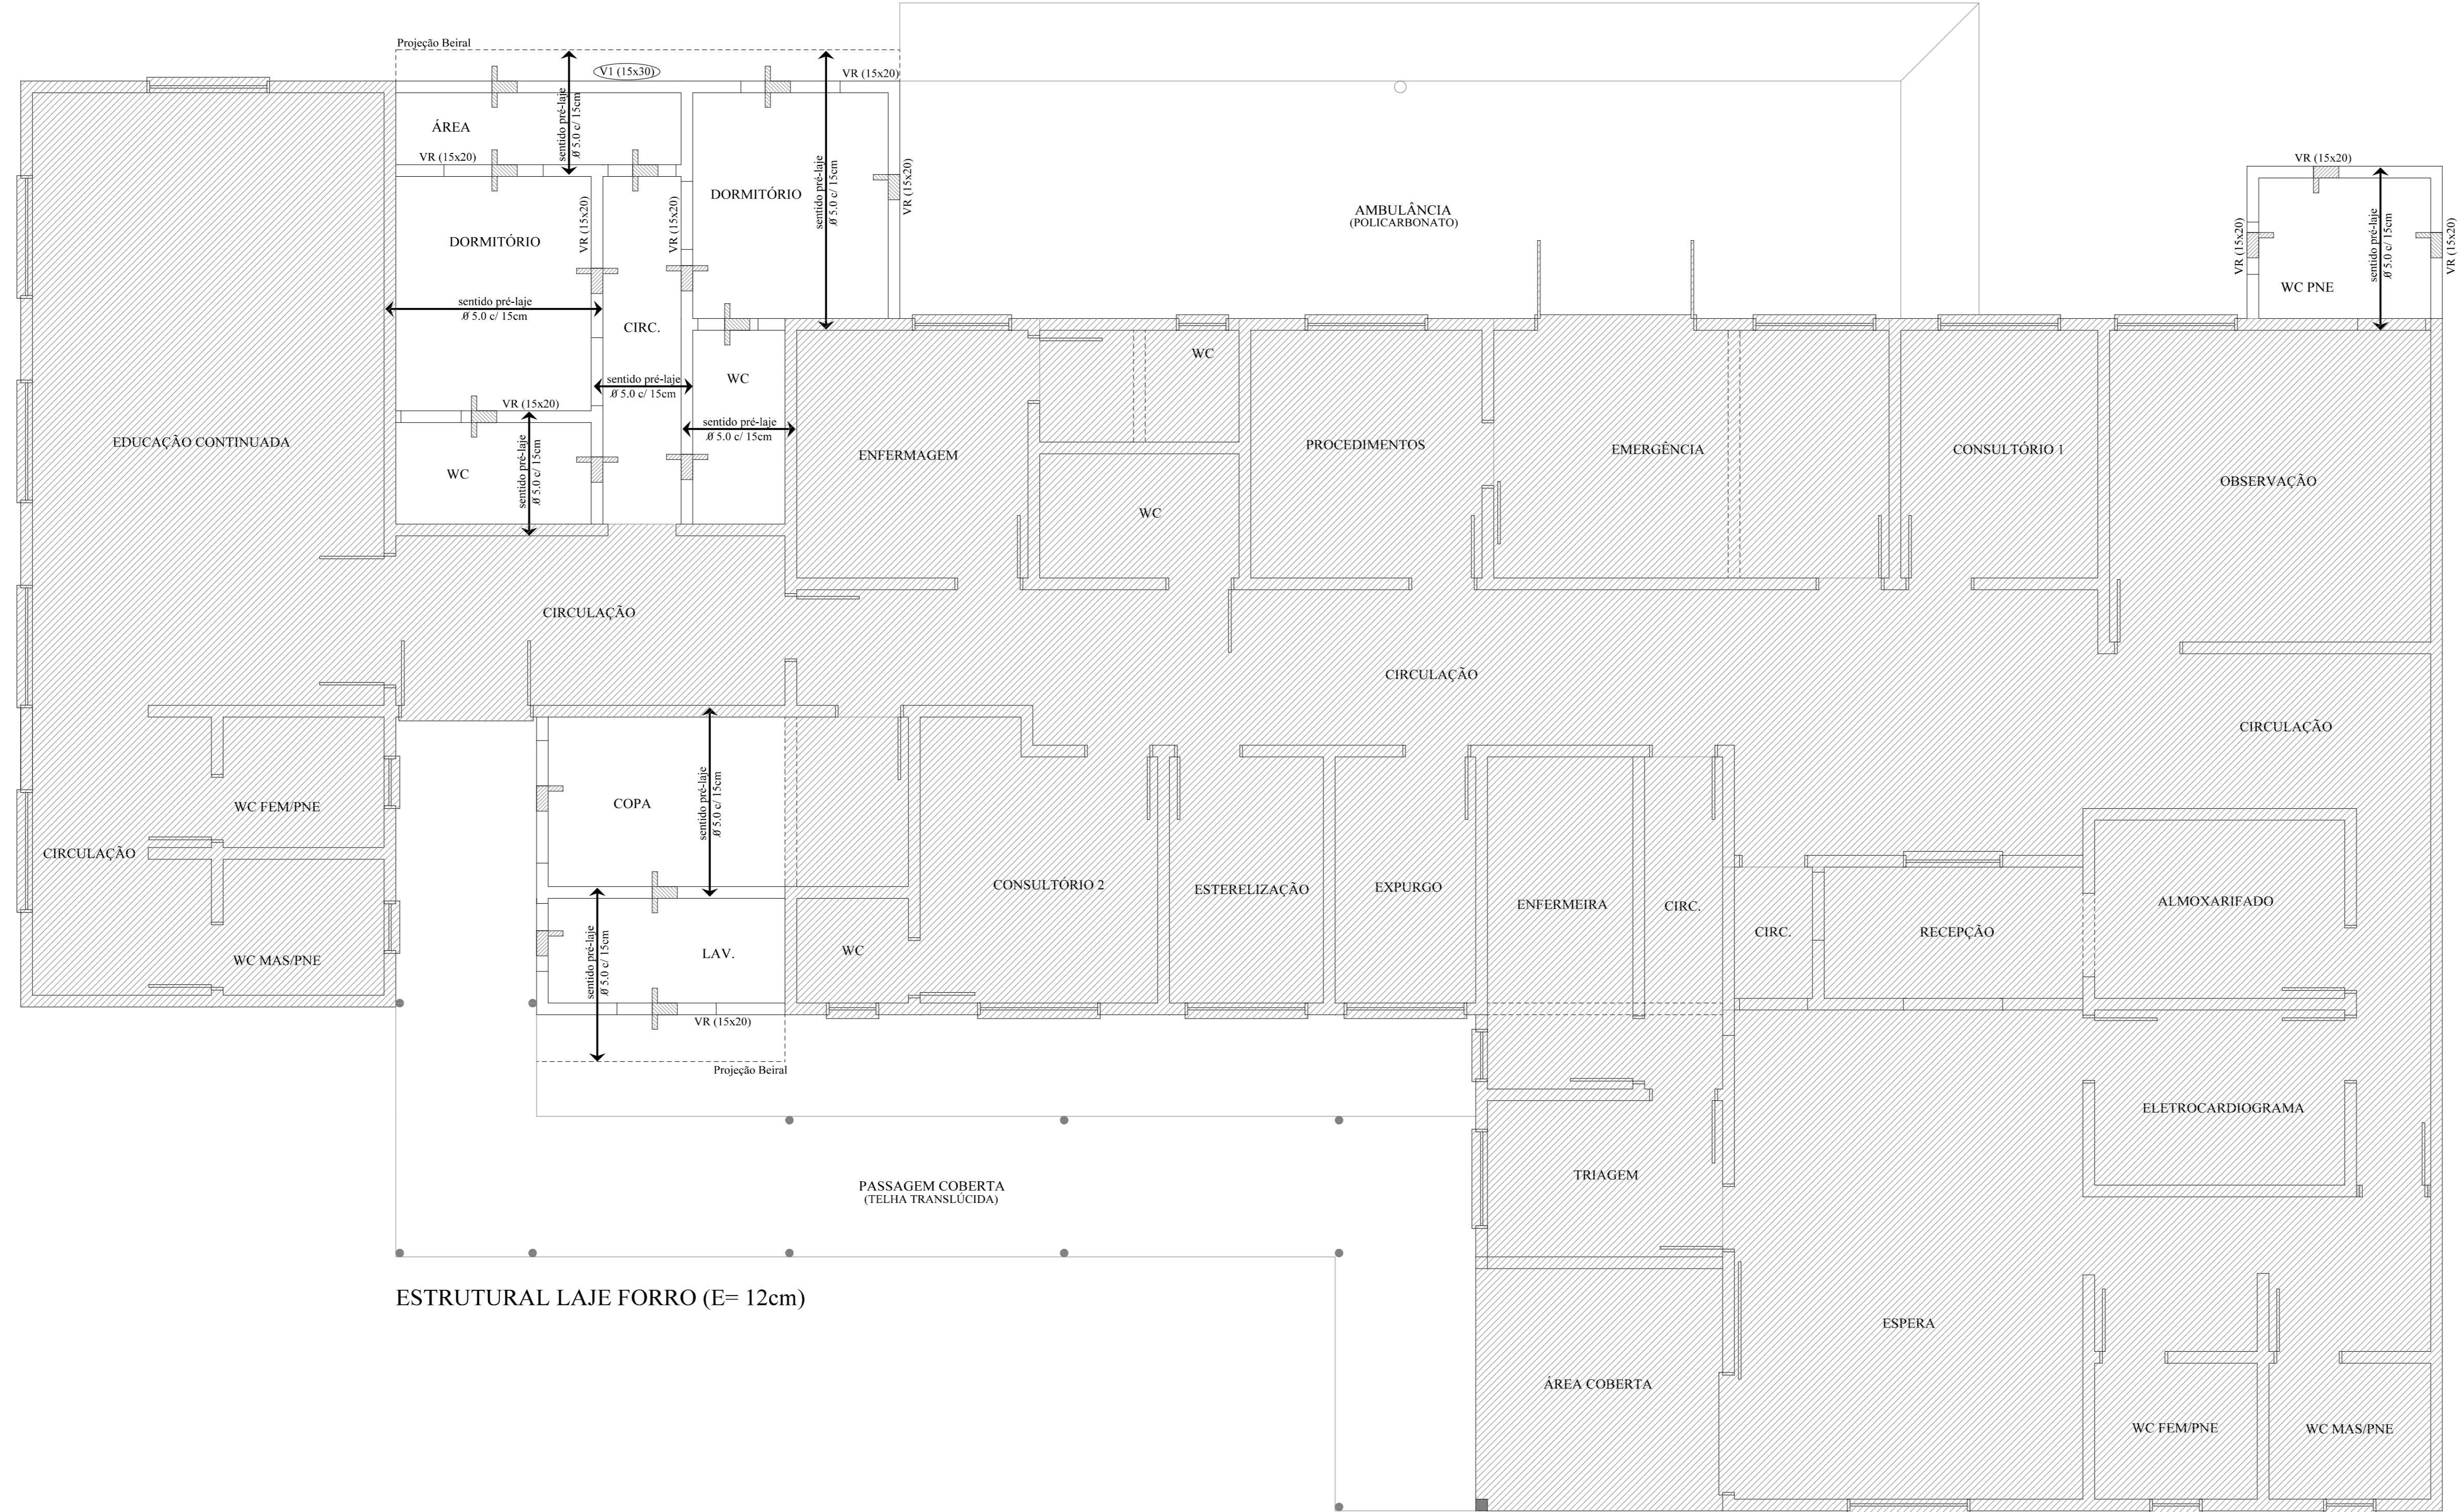 Projeção Beiral
V1 (15x30)
VR (15x20)
sentido pré-laje
Ø 5.0 c/ 15cm
sentido pré-laje
Ø 5.0 c/ 15cm
ÁREA
VR (15x20)
VR (15x20)
VR (15x20)
DORMITÓRIO
VR (15x20)
DORMITÓRIO
AMBULÂNCIA
(POLICARBONATO)
VR (15x20)
VR (15x20)
sentido pré-laje
Ø 5.0 c/ 15cm
VR (15x20)
WC PNE
sentido pré-laje
Ø 5.0 c/ 15cm
CIRC.
WC
WC
sentido pré-laje
Ø 5.0 c/ 15cm
VR (15x20)
sentido pré-laje
Ø 5.0 c/ 15cm
EDUCAÇÃO CONTINUADA
sentido pré-laje
Ø 5.0 c/ 15cm
WC
ENFERMAGEM
WC
PROCEDIMENTOS
EMERGÊNCIA
CONSULTÓRIO 1
OBSERVAÇÃO
CIRCULAÇÃO
CIRCULAÇÃO
CIRCULAÇÃO
COPA
sentido pré-laje
Ø 5.0 c/ 15cm
WC FEM/PNE
CIRCULAÇÃO
CONSULTÓRIO 2
ESTERELIZAÇÃO
EXPURGO
ENFERMEIRA
CIRC.
CIRC.
RECEPÇÃO
ALMOXARIFADO
WC MAS/PNE
sentido pré-laje
Ø 5.0 c/ 15cm
LAV.
WC
VR (15x20)
Projeção Beiral
ELETROCARDIOGRAMA
TRIAGEM
PASSAGEM COBERTA
(TELHA TRANSLÚCIDA)
ESTRUTURAL LAJE FORRO (E= 12cm)
ESPERA
ÁREA COBERTA
WC FEM/PNE
WC MAS/PNE